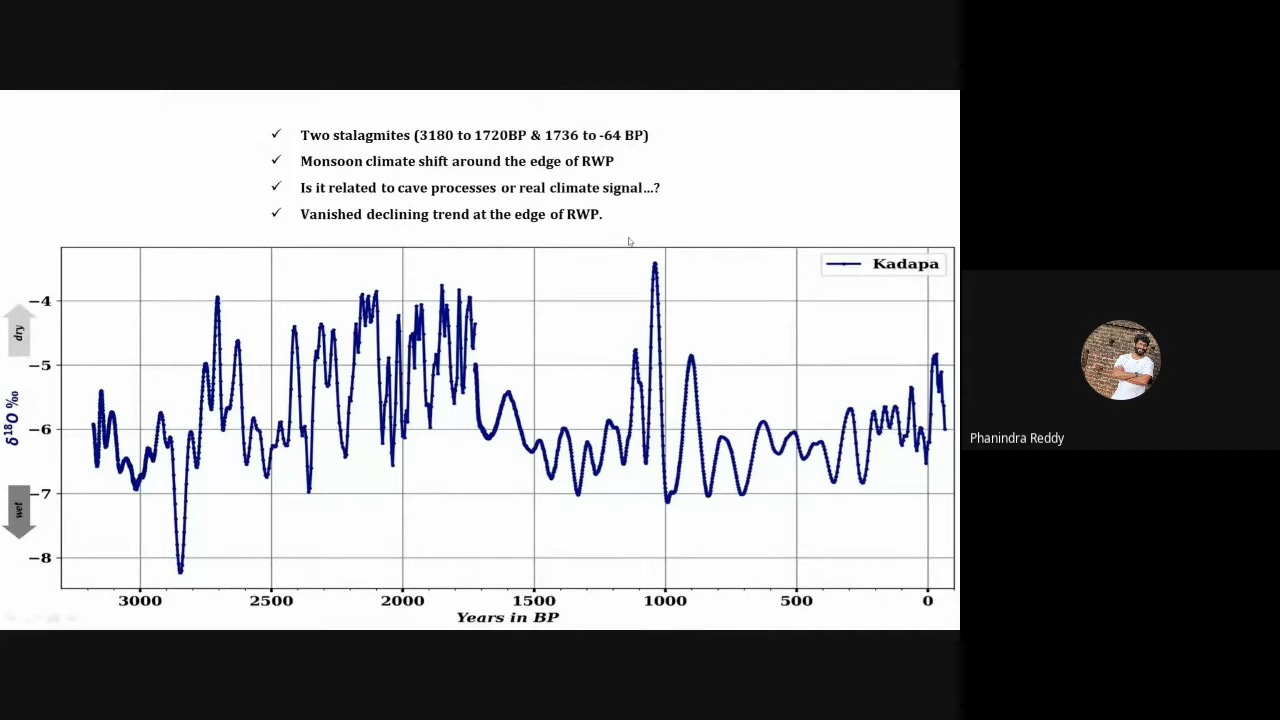 ✓ Two stalagmites (3180 to 1720BP & 1736 to -64 BP)
✓ Monsoon climate shift around the edge of RWP
✓ Is it related to cave processes or real climate signal...?
✓ Vanished declining trend at the edge of RWP.
Kadapa
−4
dry
−5
δ¹⁸O ‰
−6
−7
wet
−8
3000 2500 2000 1500 1000 500 0
Years in BP
Phanindra Reddy